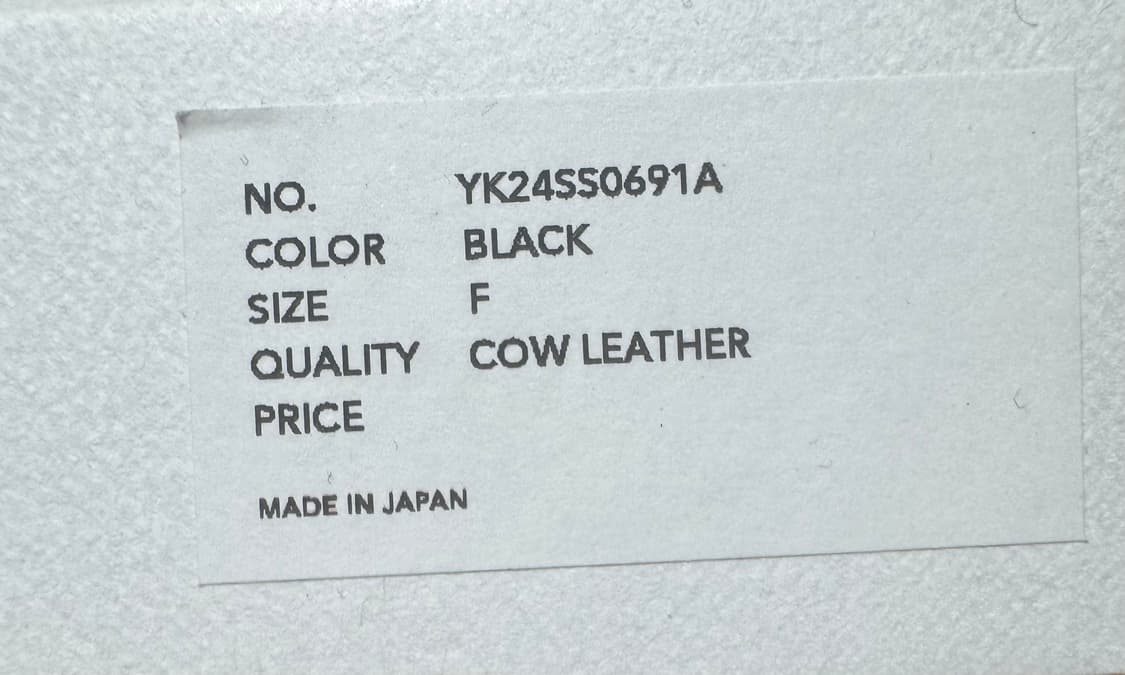 NO. YK24SS0691A
COLOR BLACK
SIZE F
QUALITY COW LEATHER
PRICE
MADE IN JAPAN